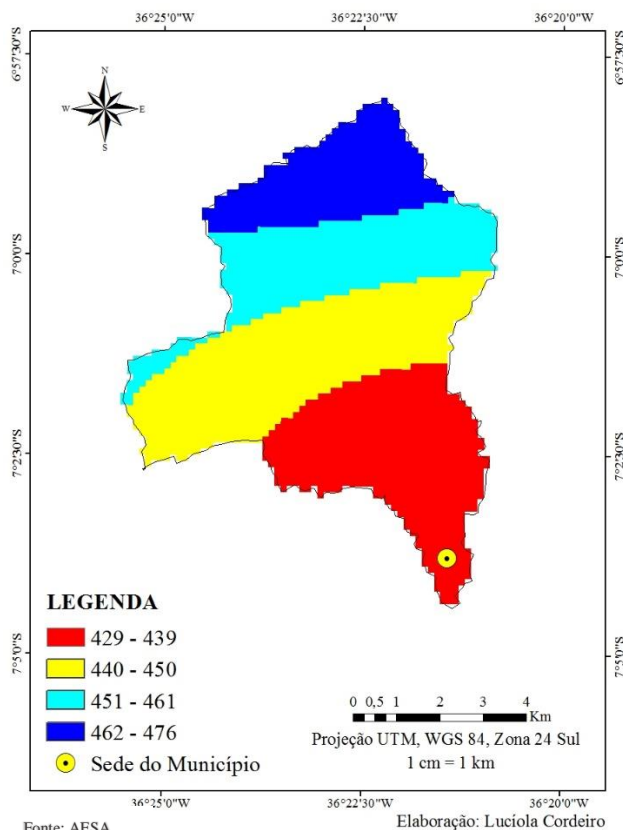 36°25'0"W 36°22'30"W 36°20'0"W
6°57'30"S 6°57'30"S
N
W E
S
7°0'0"S 7°0'0"S
7°2'30"S 7°2'30"S
LEGENDA
429 - 439
440 - 450
451 - 461
462 - 476
Sede do Município
7°5'0"S 7°5'0"S
0 0,5 1 2 3 4
Km
Projeção UTM, WGS 84, Zona 24 Sul
1 cm = 1 km
36°25'0"W 36°22'30"W 36°20'0"W
Fonte: AESA Elaboração: Luciola Cordeiro